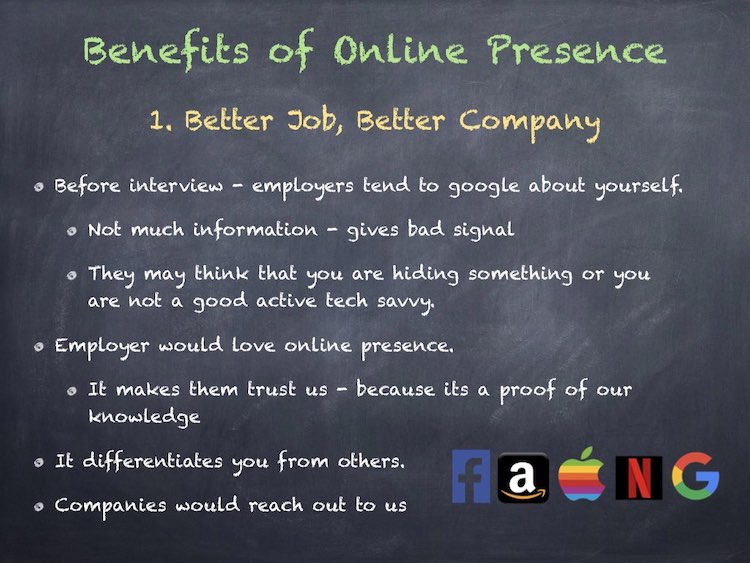 Benefits of Online Presence
1. Better Job, Better Company
Before interview - employers tend to google about yourself.
Not much information - gives bad signal
They may think that you are hiding something or you
are not a good active tech savvy.
Employer would love online presence.
It makes them trust us - because its a proof of our
knowledge
It differentiates you from others.
Companies would reach out to us
f a N G